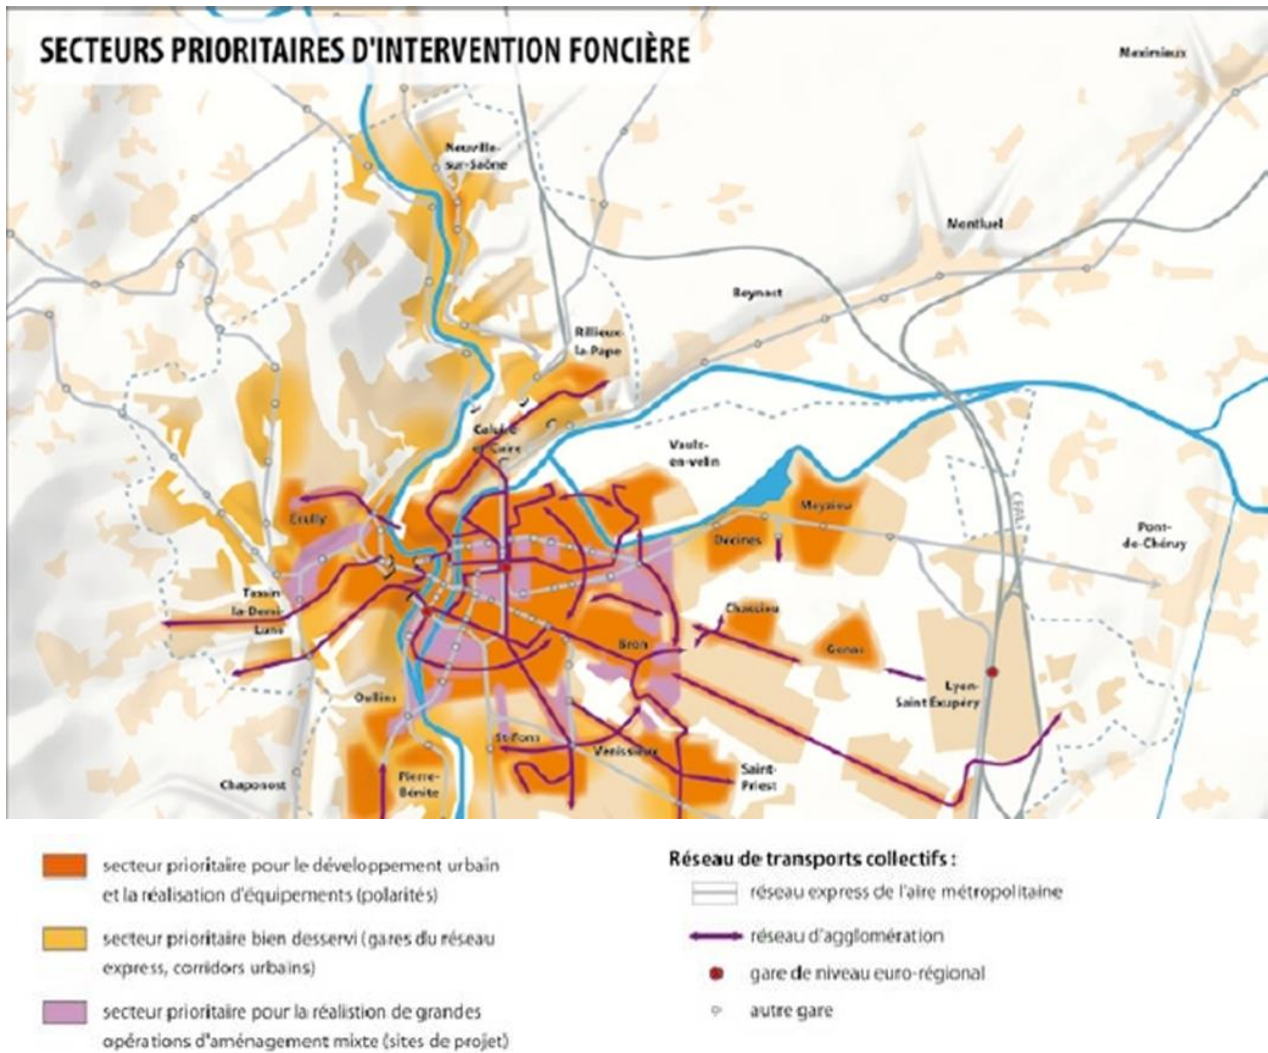 SECTEURS PRIORITAIRES D'INTERVENTION FONCIÈRE
Meximieux
Neuville-
sur-Saône
Montluel
Beynost
Rillieux-
la-Pape
Caluire
et Cuire
Vaulx-
en-velin
Ecully
Meyzieu
Décines
Pont-
de-Chéruy
Tassin
la-Demi-
Lune
Chassieu
Bron
Genas
Oullins
Lyon-
Saint Exupéry
St-Fons
Venissieux
Saint-
Priest
Chaponost
Pierre-
Bénite
secteur prioritaire pour le développement urbain
et la réalisation d'équipements (polarités)
secteur prioritaire bien desservi (gares du réseau
express, corridors urbains)
secteur prioritaire pour la réalistion de grandes
opérations d'aménagement mixte (sites de projet)
Réseau de transports collectifs :
réseau express de l'aire métropolitaine
réseau d'agglomération
gare de niveau euro-régional
autre gare